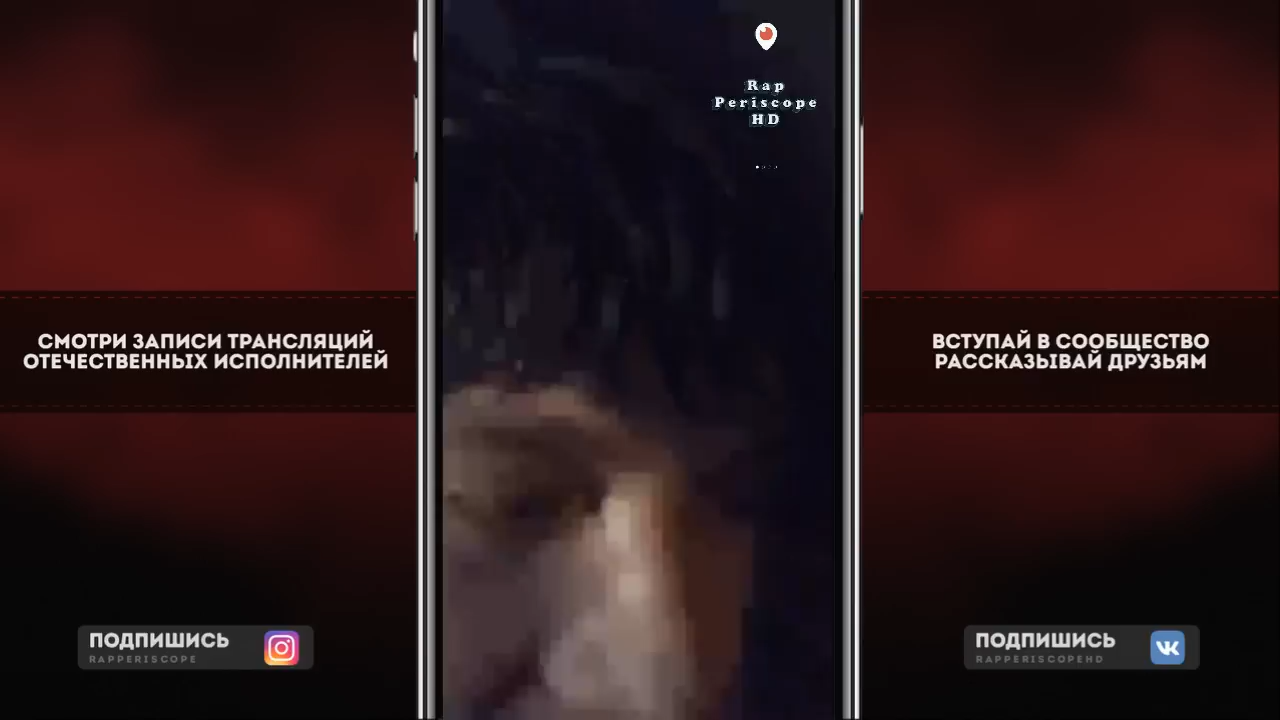 Rap
Periscope
HD
СМОТРИ ЗАПИСИ ТРАНСЛЯЦИЙ
ОТЕЧЕСТВЕННЫХ ИСПОЛНИТЕЛЕЙ
ВСТУПАЙ В СООБЩЕСТВО
РАССКАЗЫВАЙ ДРУЗЬЯМ
ПОДПИШИСЬ
RAPPERISCOPE
ПОДПИШИСЬ
RAPPERISCOPEHD